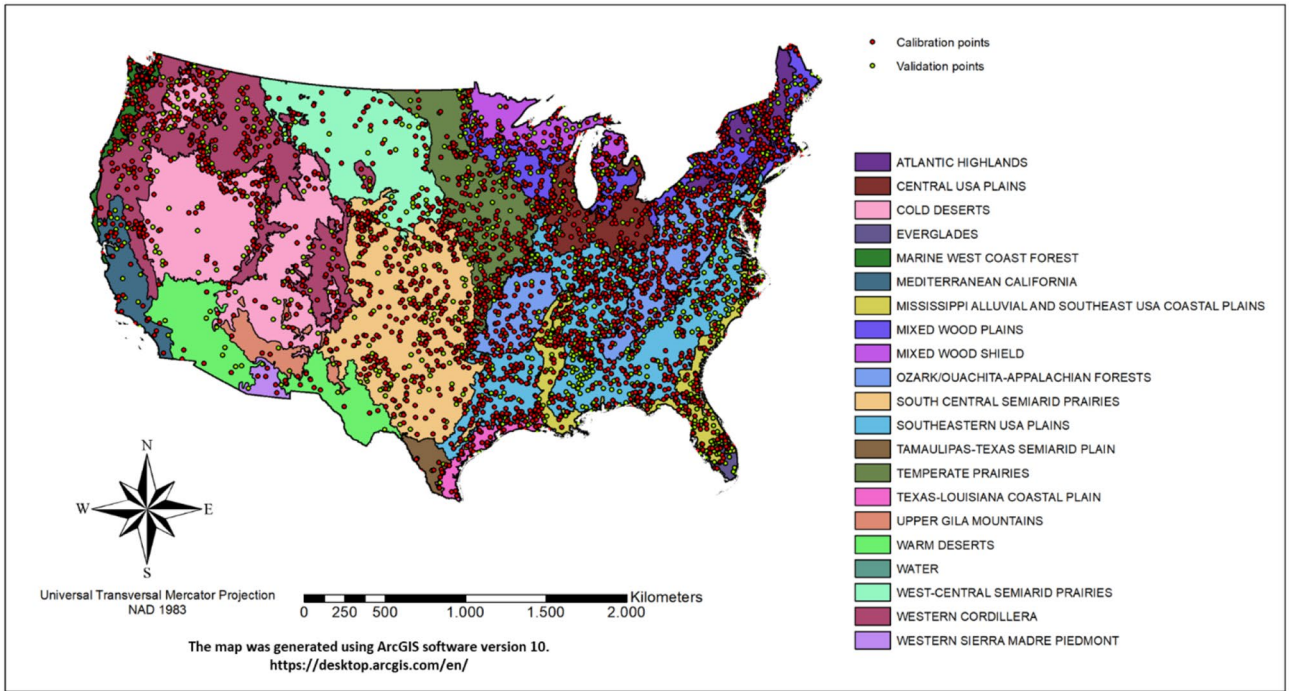 Calibration points
Validation points
ATLANTIC HIGHLANDS
CENTRAL USA PLAINS
COLD DESERTS
EVERGLADES
MARINE WEST COAST FOREST
MEDITERRANEAN CALIFORNIA
MISSISSIPPI ALLUVIAL AND SOUTHEAST USA COASTAL PLAINS
MIXED WOOD PLAINS
MIXED WOOD SHIELD
OZARK/OUACHITA-APPALACHIAN FORESTS
SOUTH CENTRAL SEMIARID PRAIRIES
SOUTHEASTERN USA PLAINS
TAMAULIPAS-TEXAS SEMIARID PLAIN
TEMPERATE PRAIRIES
TEXAS-LOUISIANA COASTAL PLAIN
UPPER GILA MOUNTAINS
WARM DESERTS
WATER
WEST-CENTRAL SEMIARID PRAIRIES
WESTERN CORDILLERA
WESTERN SIERRA MADRE PIEDMONT
N
W E
S
Universal Transversal Mercator Projection
NAD 1983
Kilometers
0 250 500 1.000 1.500 2.000
The map was generated using ArcGIS software version 10.
https://desktop.arcgis.com/en/